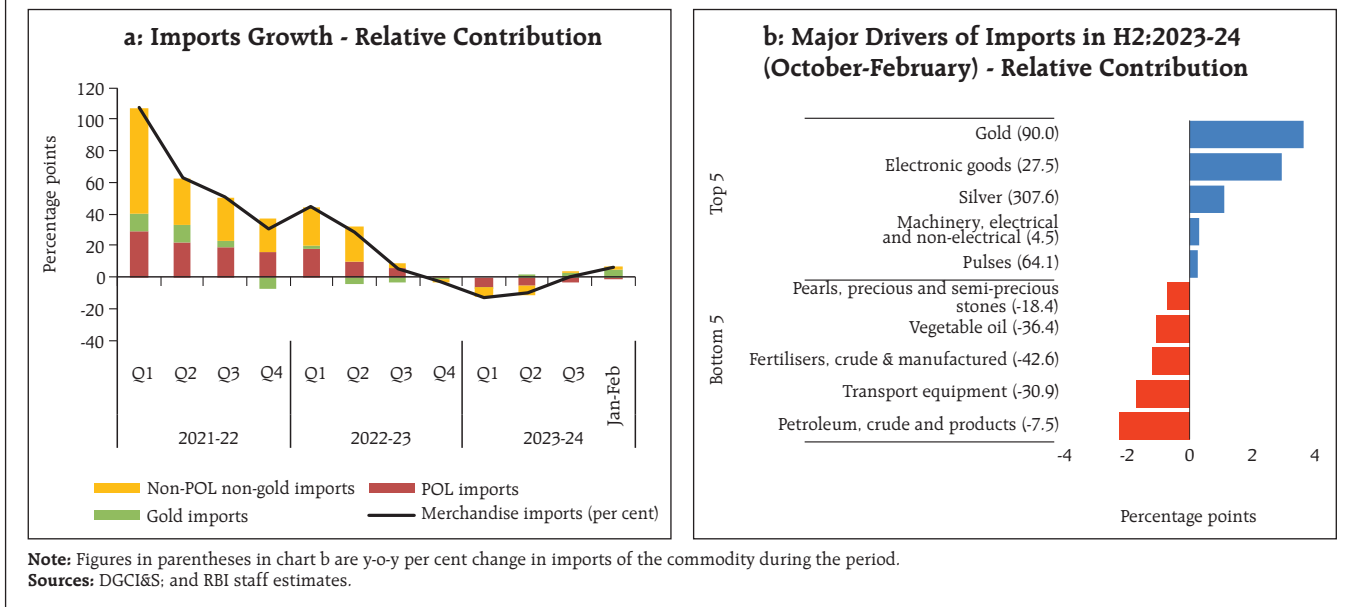 a: Imports Growth - Relative Contribution
Percentage points
120
100
80
60
40
20
0
-20
-40
Q1 Q2 Q3 Q4 Q1 Q2 Q3 Q4 Q1 Q2 Q3 Jan-Feb
2021-22 2022-23 2023-24
Non-POL non-gold imports POL imports
Gold imports Merchandise imports (per cent)
b: Major Drivers of Imports in H2:2023-24
(October-February) - Relative Contribution
Top 5
Gold (90.0)
Electronic goods (27.5)
Silver (307.6)
Machinery, electrical
and non-electrical (4.5)
Pulses (64.1)
Bottom 5
Pearls, precious and semi-precious
stones (-18.4)
Vegetable oil (-36.4)
Fertilisers, crude & manufactured (-42.6)
Transport equipment (-30.9)
Petroleum, crude and products (-7.5)
-4 -2 0 2 4
Percentage points
Note: Figures in parentheses in chart b are y-o-y per cent change in imports of the commodity during the period.
Sources: DGCI&S; and RBI staff estimates.